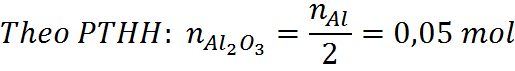 Theo PTHH: n_{Al_2O_3} = \frac{n_{Al}}{2} = 0,05 mol